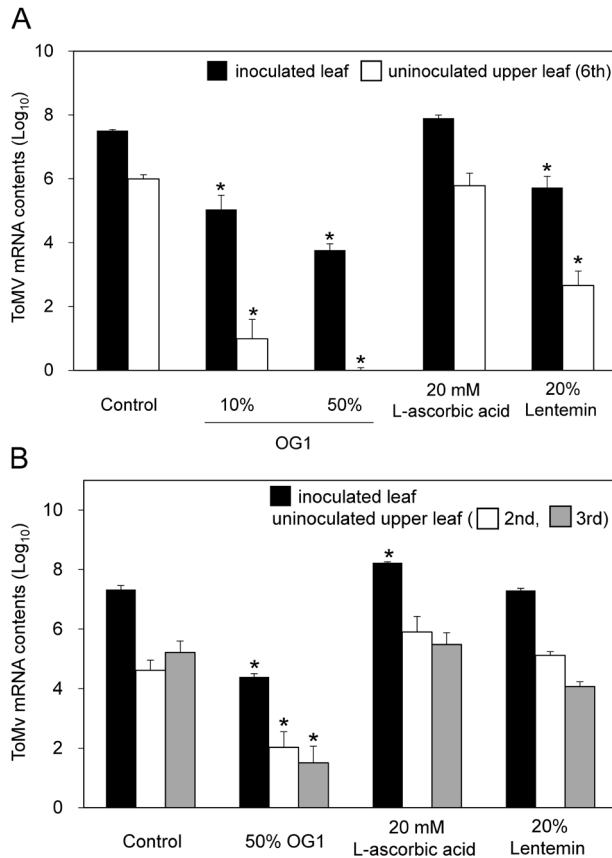 A
ToMV mRNA contents (Log10)
10
8
6
4
2
0
inoculated leaf
uninoculated upper leaf (6th)
*
*
*
*
*
*
Control
10%
50%
OG1
20 mM
L-ascorbic acid
20%
Lentemin
B
ToMv mRNA contents (Log10)
10
8
6
4
2
0
inoculated leaf
uninoculated upper leaf ( 2nd, 3rd)
*
*
*
*
Control
50% OG1
20 mM
L-ascorbic acid
20%
Lentemin